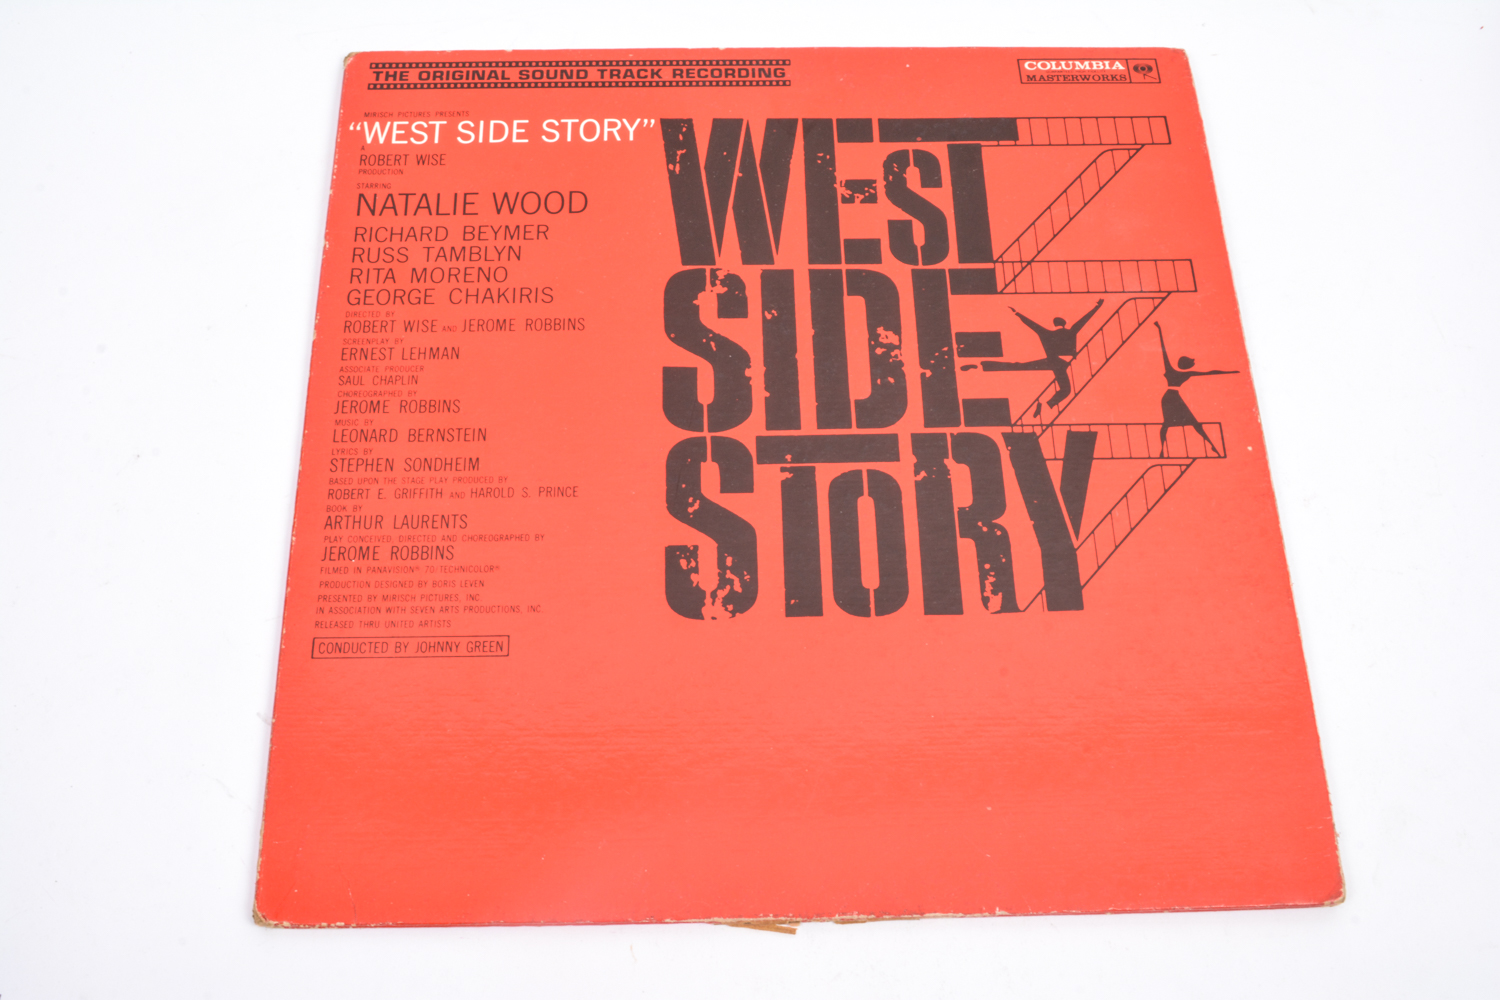 THE ORIGINAL SOUND TRACK RECORDING
COLUMBIA
MASTERWORKS
MIRISCH PICTURES PRESENTS
“WEST SIDE STORY”
A
ROBERT WISE
PRODUCTION
STARRING
NATALIE WOOD
RICHARD BEYMER
RUSS TAMBLYN
RITA MORENO
GEORGE CHAKIRIS
DIRECTED BY
ROBERT WISE AND JEROME ROBBINS
SCREENPLAY BY
ERNEST LEHMAN
ASSOCIATE PRODUCER
SAUL CHAPLIN
CHOREOGRAPHED BY
JEROME ROBBINS
MUSIC BY
LEONARD BERNSTEIN
LYRICS BY
STEPHEN SONDHEIM
BASED UPON THE STAGE PLAY PRODUCED BY
ROBERT E. GRIFFITH AND HAROLD S. PRINCE
BOOK BY
ARTHUR LAURENTS
PLAY CONCEIVED, DIRECTED AND CHOREOGRAPHED BY
JEROME ROBBINS
FILMED IN PANAVISION® 70/TECHNICOLOR®
PRODUCTION DESIGNED BY BORIS LEVEN
PRESENTED BY MIRISCH PICTURES, INC.
IN ASSOCIATION WITH SEVEN ARTS PRODUCTIONS, INC.
RELEASED THRU UNITED ARTISTS
CONDUCTED BY JOHNNY GREEN
WEST
SIDE
STORY